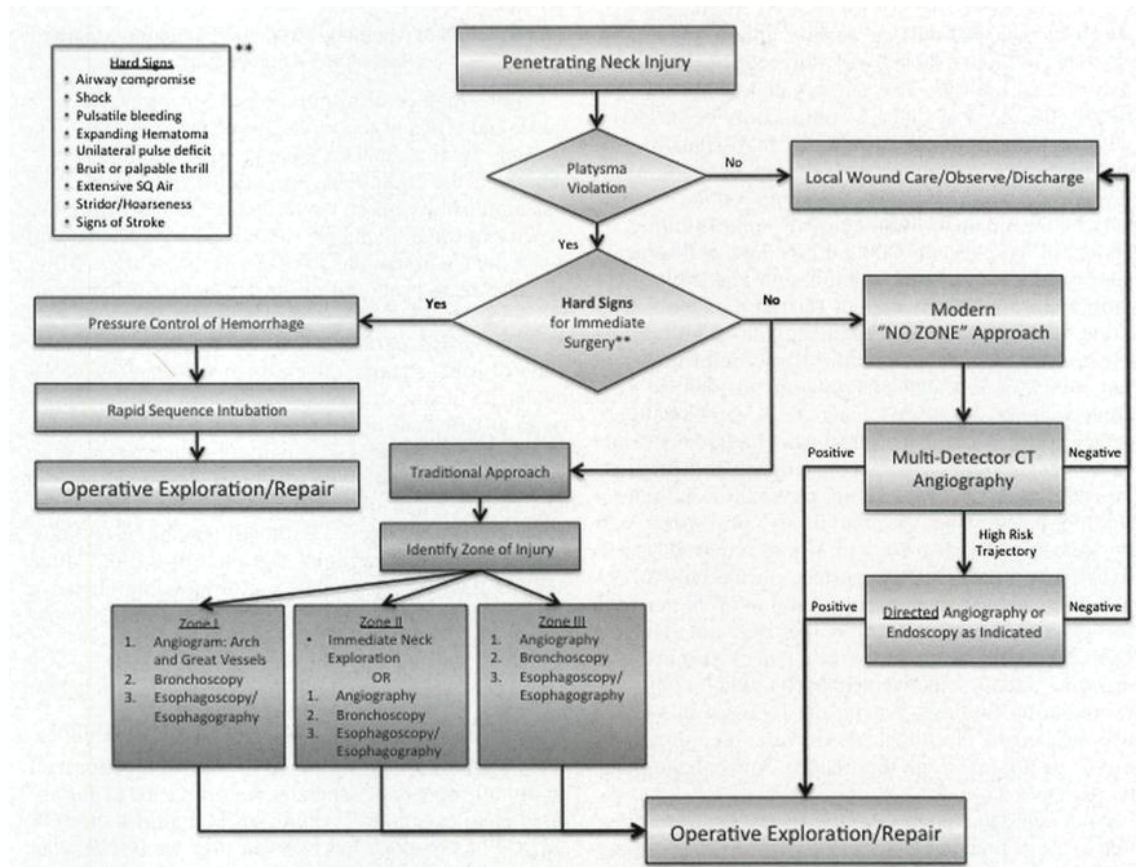 **
Hard Signs
* Airway compromise
* Shock
* Pulsatile bleeding
* Expanding Hematoma
* Unilateral pulse deficit
* Bruit or palpable thrill
* Extensive SQ Air
* Stridor/Hoarseness
* Signs of Stroke
Penetrating Neck Injury
Platysma
Violation
No
Local Wound Care/Observe/Discharge
Yes
Hard Signs
for Immediate
Surgery**
Yes
No
Pressure Control of Hemorrhage
Rapid Sequence Intubation
Operative Exploration/Repair
Modern
"NO ZONE" Approach
Traditional Approach
Identify Zone of Injury
Positive
Multi-Detector CT
Angiography
Negative
High Risk
Trajectory
Positive
Directed Angiography or
Endoscopy as Indicated
Negative
Zone I
1. Angiogram: Arch
and Great Vessels
2. Bronchoscopy
3. Esophagoscopy/
Esophagography
Zone II
• Immediate Neck
Exploration
OR
1. Angiography
2. Bronchoscopy
3. Esophagoscopy/
Esophagography
Zone III
1. Angiography
2. Bronchoscopy
3. Esophagoscopy/
Esophagography
Operative Exploration/Repair